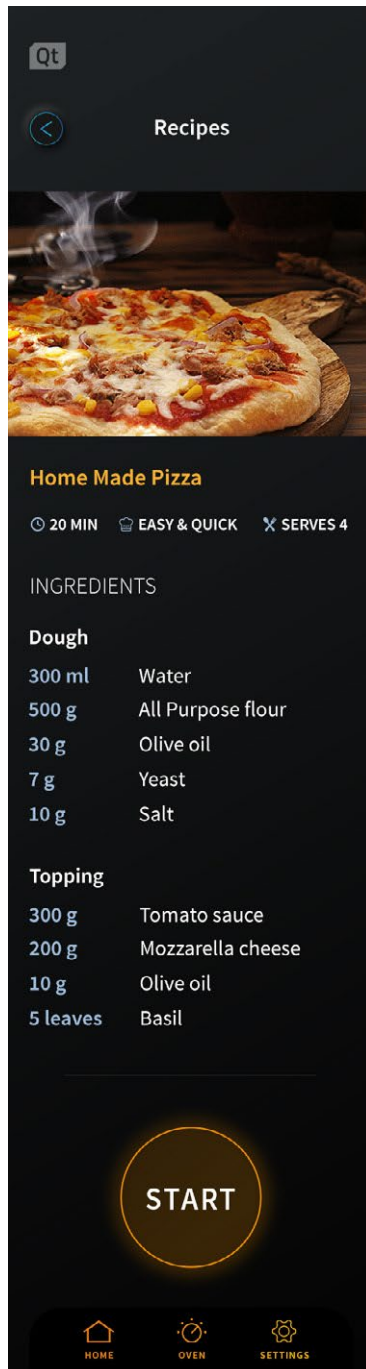 Qt
Recipes
Home Made Pizza
20 MIN EASY & QUICK SERVES 4
INGREDIENTS
Dough
300 ml Water
500 g All Purpose flour
30 g Olive oil
7 g Yeast
10 g Salt
Topping
300 g Tomato sauce
200 g Mozzarella cheese
10 g Olive oil
5 leaves Basil
START
HOME OVEN SETTINGS